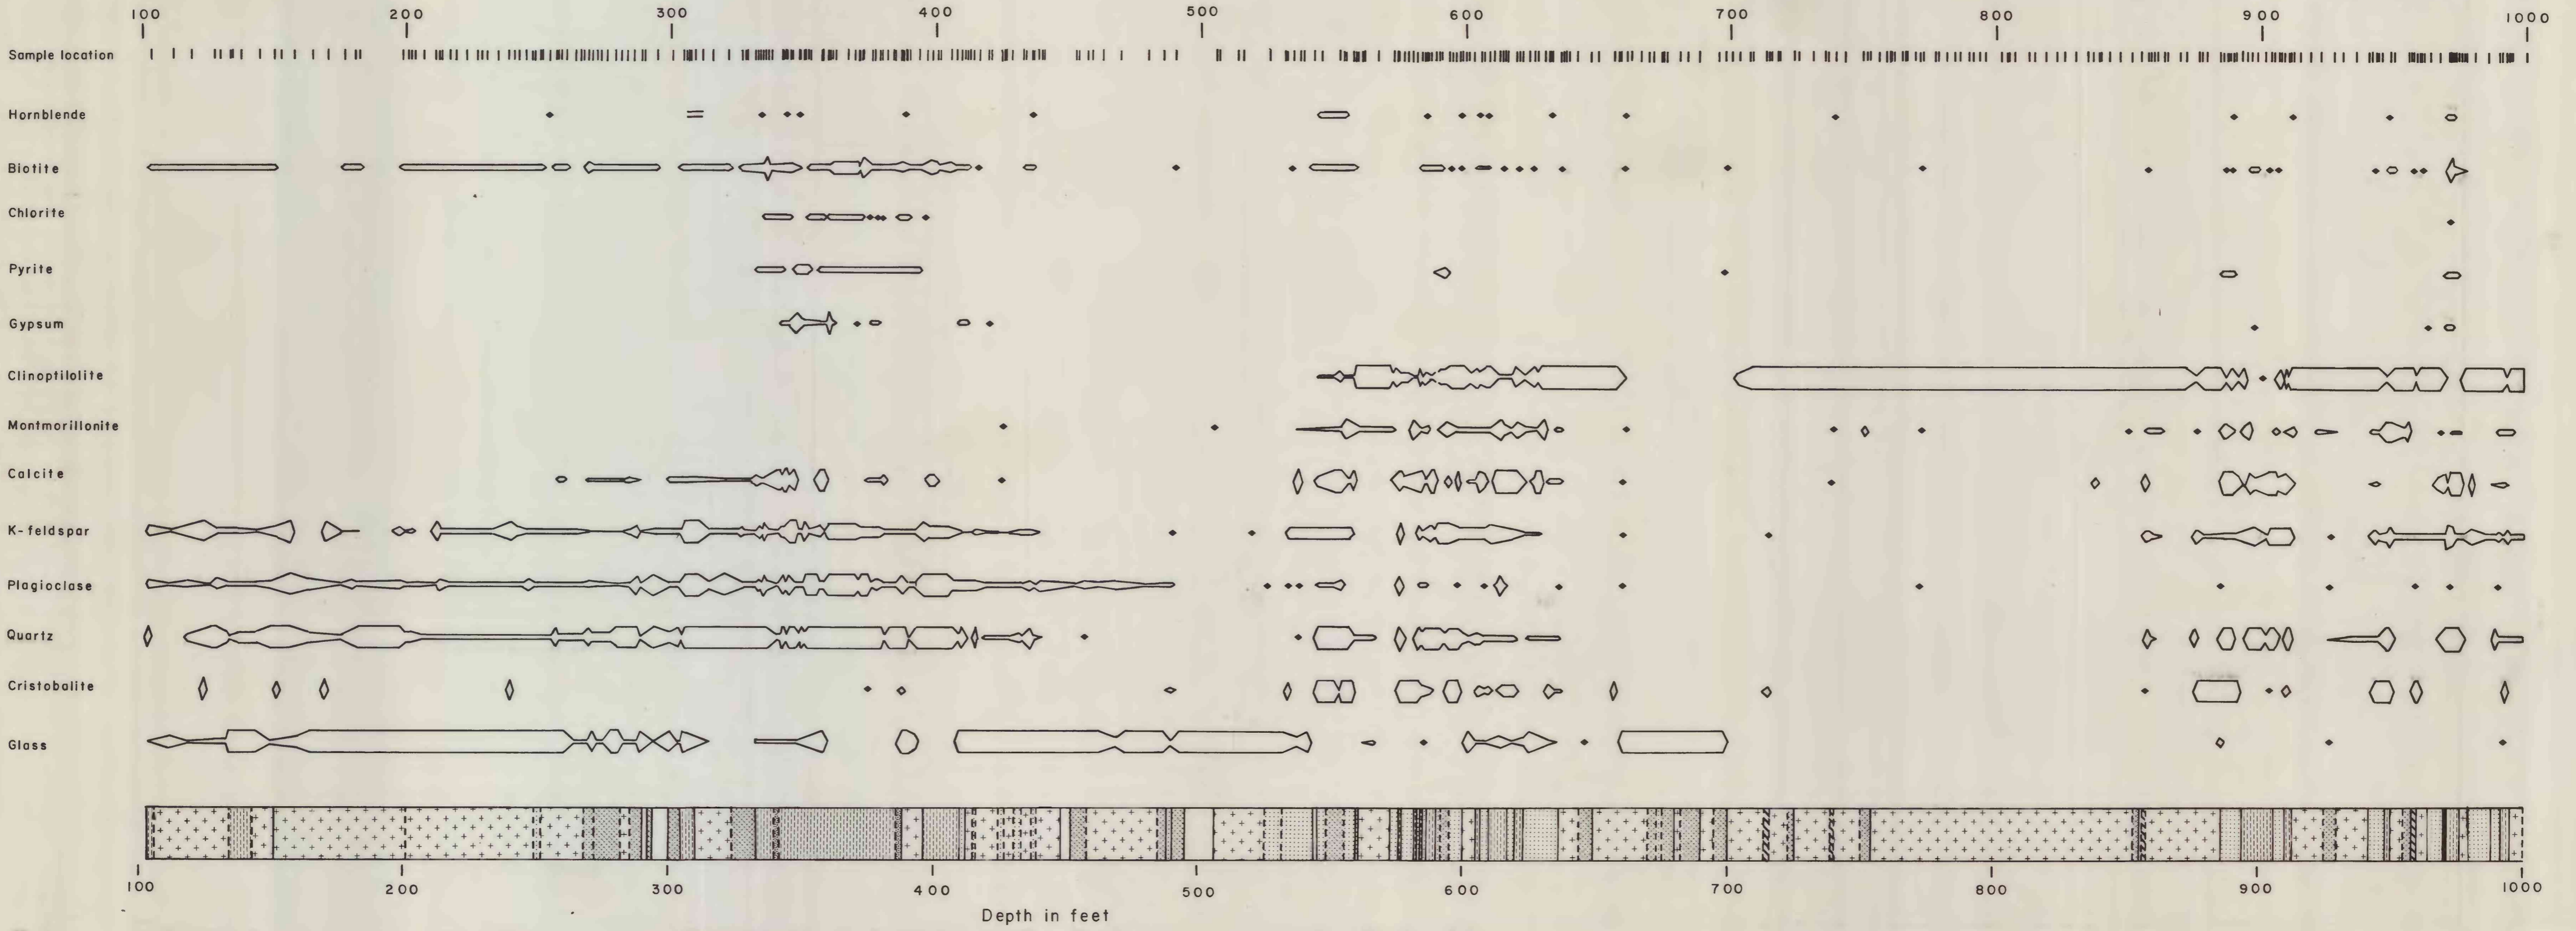 100 200 300 400 500 600 700 800 900 1000
Sample location
Hornblende
Biotite
Chlorite
Pyrite
Gypsum
Clinoptilolite
Montmorillonite
Calcite
K-feldspar
Plagioclase
Quartz
Cristobalite
Glass
100 200 300 400 500 600 700 800 900 1000
Depth in feet